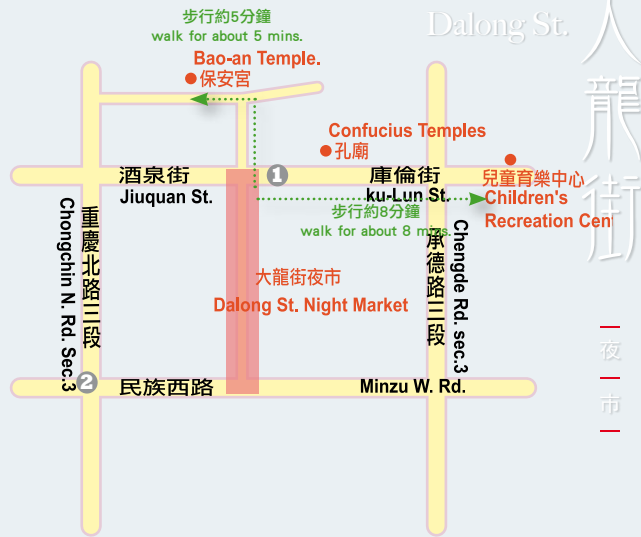 步行約5分鐘
walk for about 5 mins.
Dalong St.
大龍街
Bao-an Temple.
保安宮
Confucius Temples
孔廟
酒泉街
Jiuquan St.
1
庫倫街
ku-Lun St.
兒童育樂中心
Children's
Recreation Cen
步行約8分鐘
walk for about 8 mins.
重慶北路三段
Chongchin N. Rd. Sec.3
承德路三段
Chengde Rd. sec.3
大龍街夜市
Dalong St. Night Market
夜
市
2
民族西路
Minzu W. Rd.